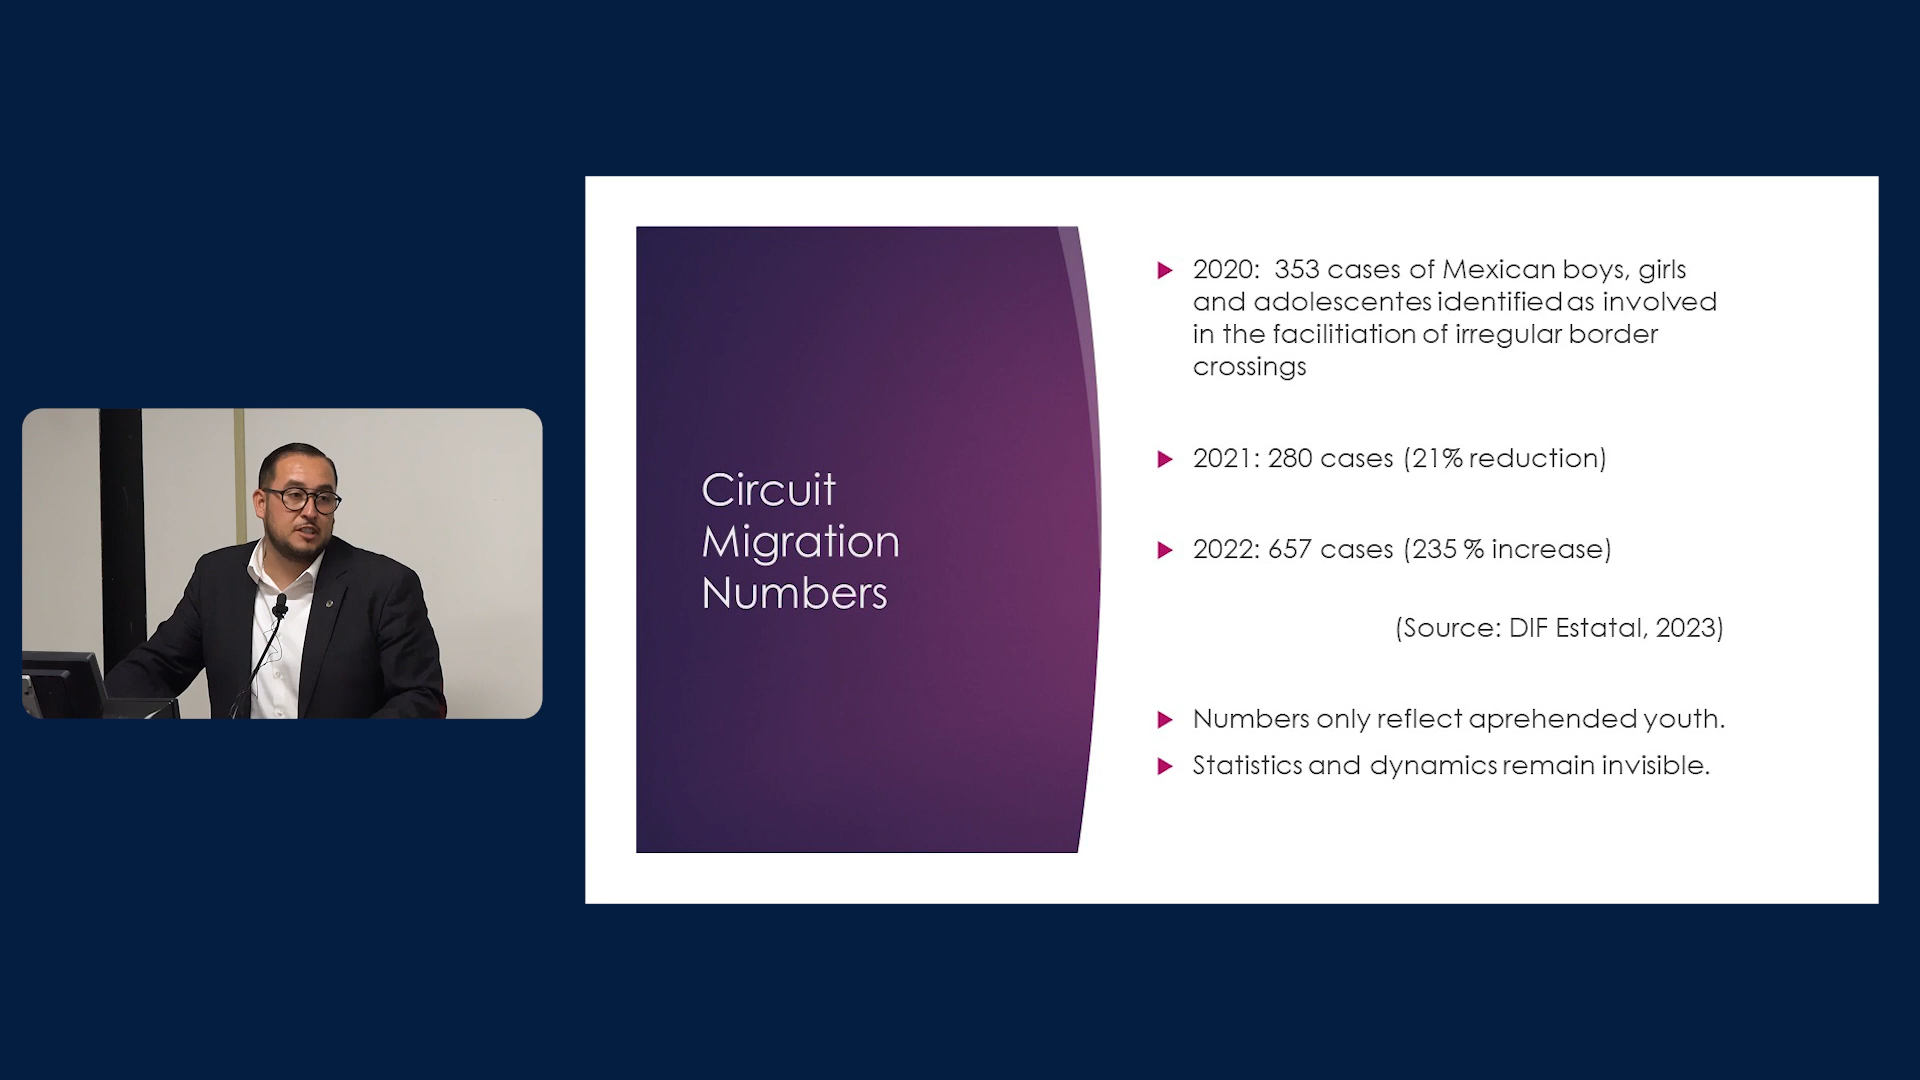 Circuit
Migration
Numbers
2020:  353 cases of Mexican boys, girls
and adolescentes identified as involved
in the facilitiation of irregular border
crossings
2021: 280 cases (21% reduction)
2022: 657 cases (235 % increase)
(Source: DIF Estatal, 2023)
Numbers only reflect aprehended youth.
Statistics and dynamics remain invisible.